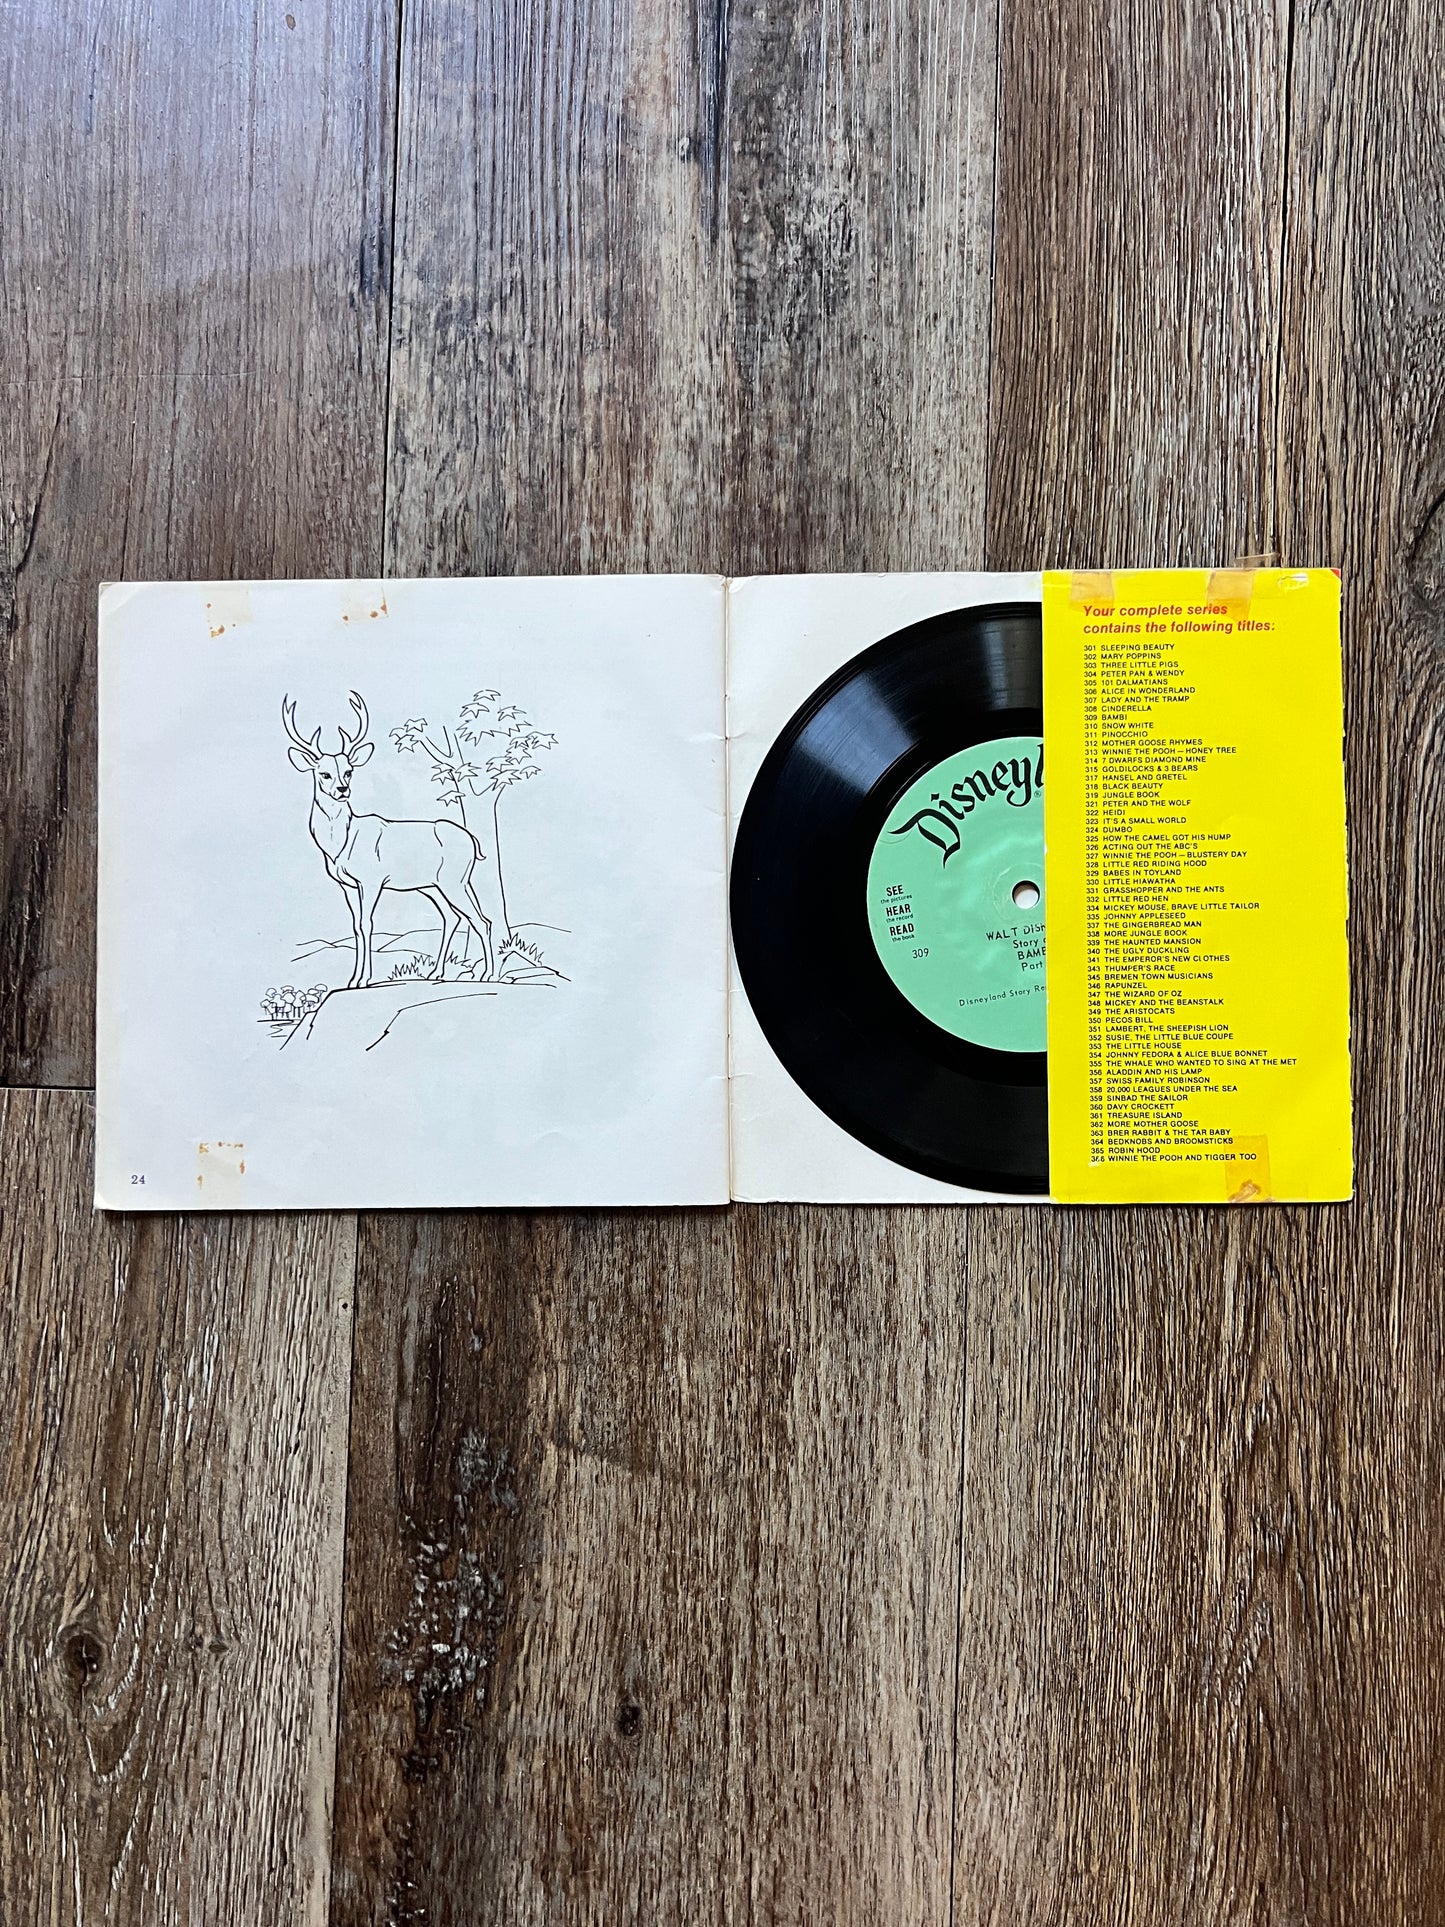 24
Disneyl
®
SEE
the pictures
HEAR
the record
READ
the book
309
WALT DISN
Story o
BAMB
Part
Disneyland Story Re
Your complete series
contains the following titles:
301 SLEEPING BEAUTY
302 MARY POPPINS
303 THREE LITTLE PIGS
304 PETER PAN & WENDY
305 101 DALMATIANS
306 ALICE IN WONDERLAND
307 LADY AND THE TRAMP
308 CINDERELLA
309 BAMBI
310 SNOW WHITE
311 PINOCCHIO
312 MOTHER GOOSE RHYMES
313 WINNIE THE POOH — HONEY TREE
314 7 DWARFS DIAMOND MINE
315 GOLDILOCKS & 3 BEARS
317 HANSEL AND GRETEL
318 BLACK BEAUTY
319 JUNGLE BOOK
321 PETER AND THE WOLF
322 HEIDI
323 IT'S A SMALL WORLD
324 DUMBO
325 HOW THE CAMEL GOT HIS HUMP
326 ACTING OUT THE ABC'S
327 WINNIE THE POOH — BLUSTERY DAY
328 LITTLE RED RIDING HOOD
329 BABES IN TOYLAND
330 LITTLE HIAWATHA
331 GRASSHOPPER AND THE ANTS
332 LITTLE RED HEN
334 MICKEY MOUSE, BRAVE LITTLE TAILOR
335 JOHNNY APPLESEED
337 THE GINGERBREAD MAN
338 MORE JUNGLE BOOK
339 THE HAUNTED MANSION
340 THE UGLY DUCKLING
341 THE EMPEROR'S NEW CLOTHES
343 THUMPER'S RACE
345 BREMEN TOWN MUSICIANS
346 RAPUNZEL
347 THE WIZARD OF OZ
348 MICKEY AND THE BEANSTALK
349 THE ARISTOCATS
350 PECOS BILL
351 LAMBERT, THE SHEEPISH LION
352 SUSIE, THE LITTLE BLUE COUPE
353 THE LITTLE HOUSE
354 JOHNNY FEDORA & ALICE BLUE BONNET
355 THE WHALE WHO WANTED TO SING AT THE MET
356 ALADDIN AND HIS LAMP
357 SWISS FAMILY ROBINSON
358 20,000 LEAGUES UNDER THE SEA
359 SINBAD THE SAILOR
360 DAVY CROCKETT
361 TREASURE ISLAND
362 MORE MOTHER GOOSE
363 BRER RABBIT & THE TAR BABY
364 BEDKNOBS AND BROOMSTICKS
365 ROBIN HOOD
366 WINNIE THE POOH AND TIGGER TOO